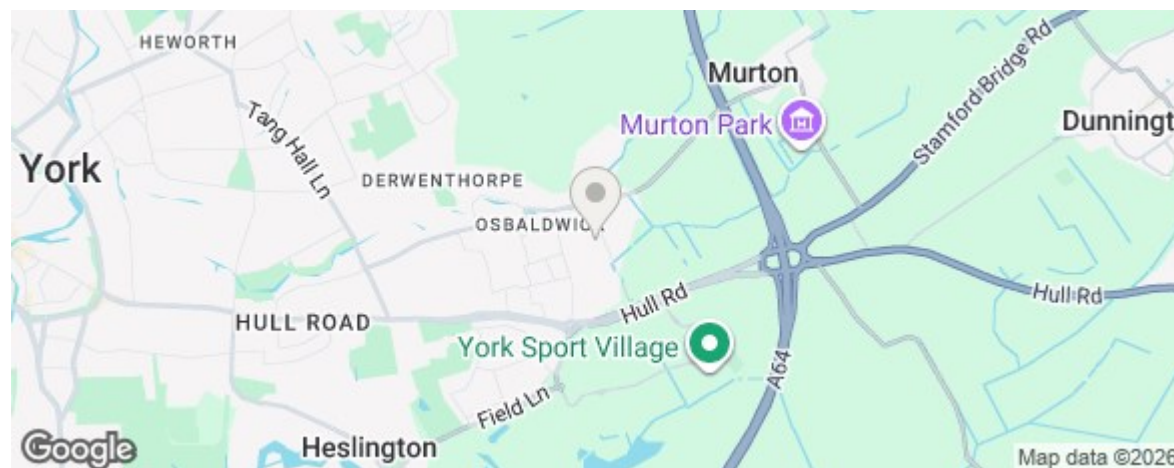 HEWORTH
Murton
Stamford Bridge Rd
Murton Park
Dunningt
Tang Hall Ln
York
DERWENTHORPE
OSBALDWICK
Hull Rd
Hull Rd
HULL ROAD
York Sport Village
A64
Field Ln
Heslington
Google
Map data ©2026